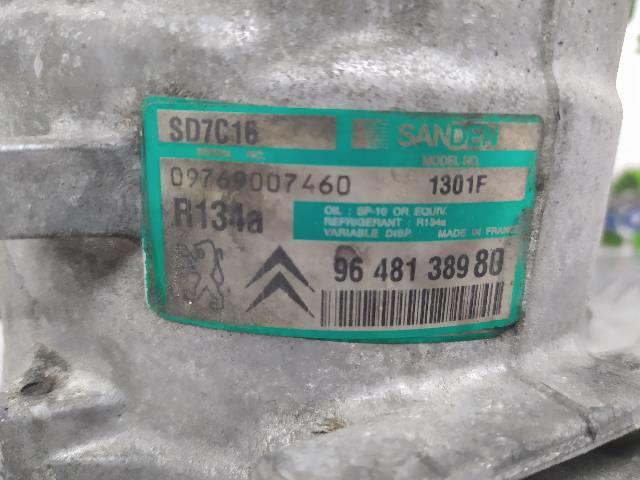 SD7C16 SANDEN
MODEL NO.
09769007460 1301F
R134a
OIL : SP-10 OR EQUIV.
REFRIGERANT : R134a
VARIABLE DISP. MADE IN FRANCE
96 481 389 80